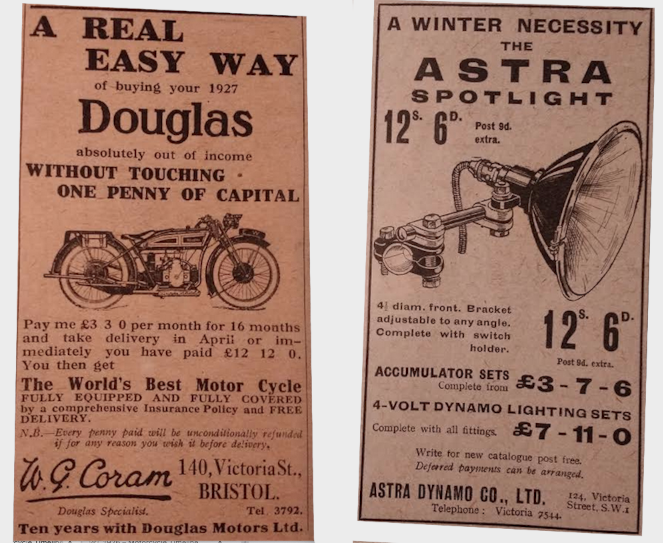 A REAL
EASY WAY
of buying your 1927
Douglas
absolutely out of income
WITHOUT TOUCHING
ONE PENNY OF CAPITAL
Pay me £3 3 0 per month for 16 months
and take delivery in April or im-
mediately you have paid £12 12 0.
You then get
The World's Best Motor Cycle
FULLY EQUIPPED AND FULLY COVERED
by a comprehensive Insurance Policy and FREE
DELIVERY.
N.B.—Every penny paid will be unconditionally refunded
if for any reason you wish it before delivery.
W. G. Coram
140, Victoria St.,
BRISTOL.
Douglas Specialist.
Tel 3792.
Ten years with Douglas Motors Ltd.
A WINTER NECESSITY
THE
ASTRA
SPOTLIGHT
12S. 6D. Post 9d.
extra.
diam. front. Bracket
adjustable to any angle.
Complete with switch
holder.
12S. 6D.
Post 9d. extra.
ACCUMULATOR SETS
Complete from £3-7-6
4-VOLT DYNAMO LIGHTING SETS
Complete with all fittings. £7-11-0
Write for new catalogue post free.
Deferred payments can be arranged.
ASTRA DYNAMO CO., LTD.
124, Victoria
Street, S.W.1
Telephone: Victoria 7544.